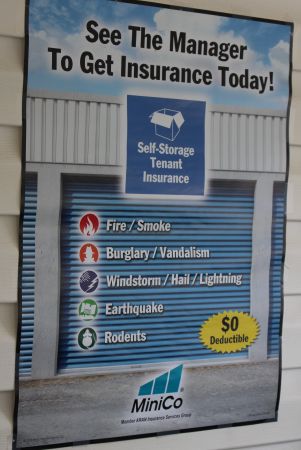 See The Manager
To Get Insurance Today!
Self-Storage
Tenant
Insurance
Fire / Smoke
Burglary / Vandalism
Windstorm / Hail / Lightning
Earthquake
Rodents
$0
Deductible
MiniCo